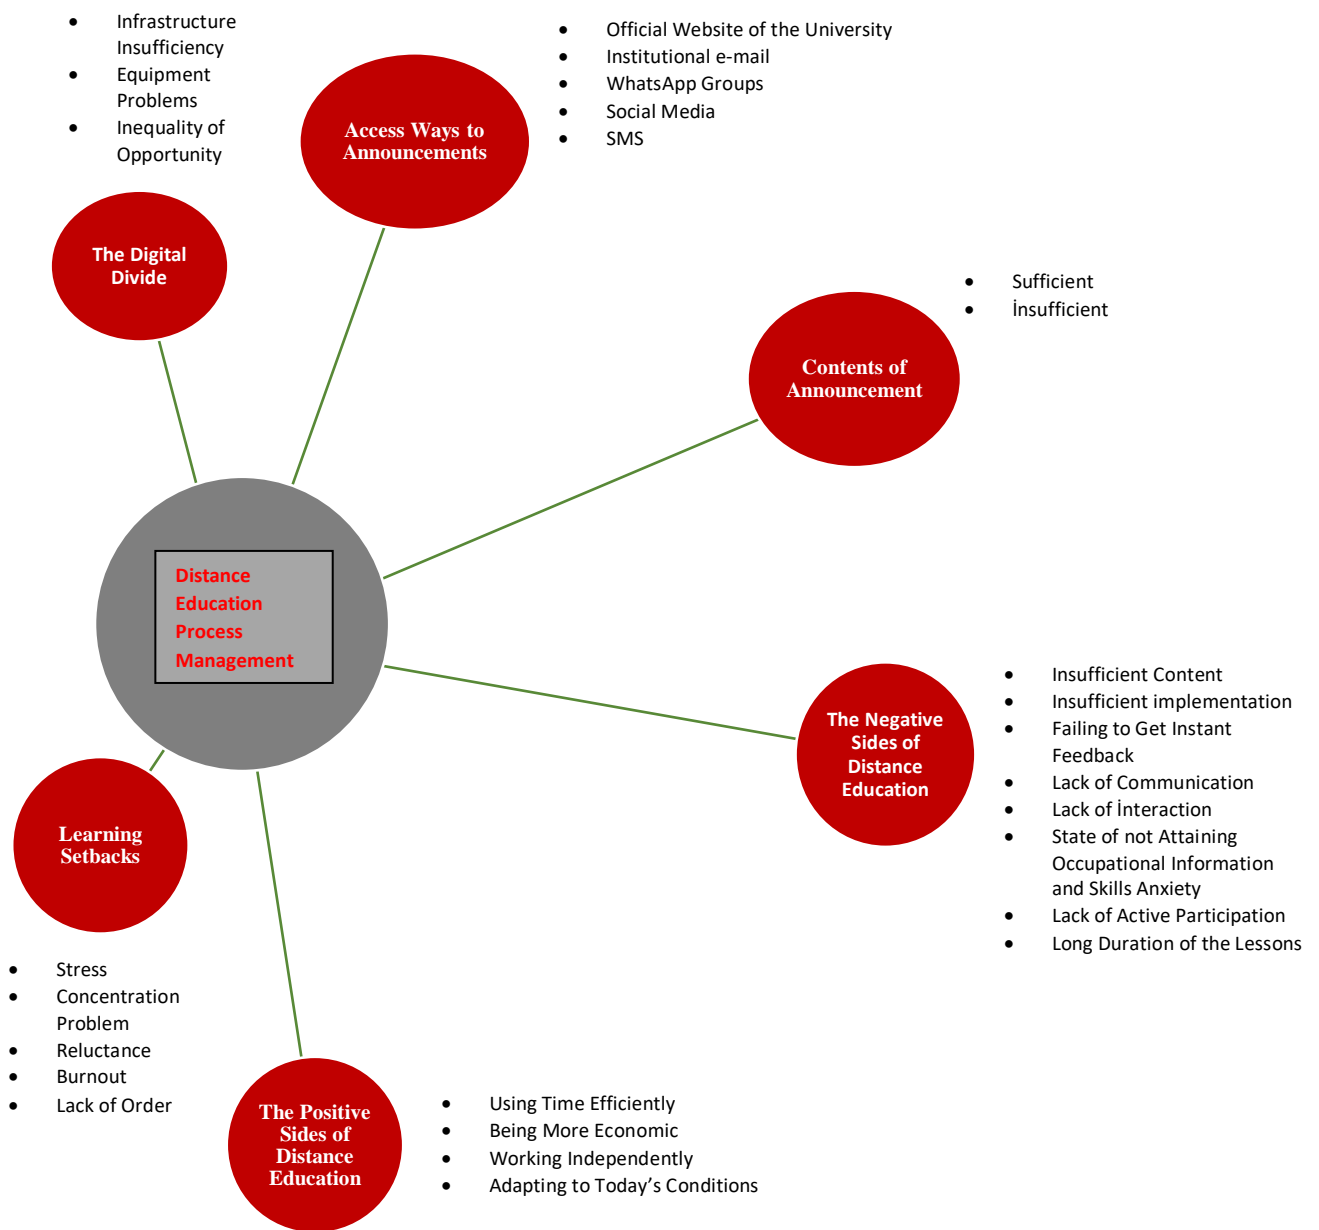 • Infrastructure
Insufficiency
• Equipment
Problems
• Inequality of
Opportunity
The Digital
Divide
Access Ways to
Announcements
• Official Website of the University
• Institutional e-mail
• WhatsApp Groups
• Social Media
• SMS
Contents of
Announcement
• Sufficient
• İnsufficient
Distance
Education
Process
Management
The Negative
Sides of
Distance
Education
• Insufficient Content
• Insufficient implementation
• Failing to Get Instant
Feedback
• Lack of Communication
• Lack of İnteraction
• State of not Attaining
Occupational Information
and Skills Anxiety
• Lack of Active Participation
• Long Duration of the Lessons
Learning
Setbacks
• Stress
• Concentration
Problem
• Reluctance
• Burnout
• Lack of Order
The Positive
Sides of
Distance
Education
• Using Time Efficiently
• Being More Economic
• Working Independently
• Adapting to Today’s Conditions